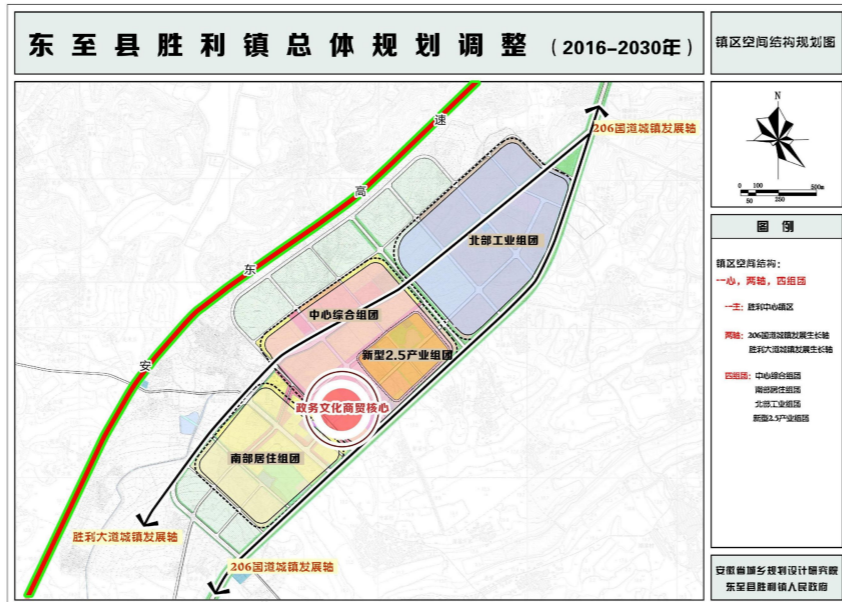 东至县胜利镇总体规划调整（2016-2030年）
镇区空间结构规划图
N
0 100 500m
50 250
速
高
东
安
206国道城镇发展轴
北部工业组团
中心综合组团
新型2.5产业组团
政务文化商贸核心
南部居住组团
胜利大道城镇发展轴
206国道城镇发展轴
图 例
镇区空间结构：
一心，两轴，四组团
一主：胜利中心镇区
两轴：206国道城镇发展生长轴
胜利大道城镇发展生长轴
四组团：中心综合组团
南部居住组团
北部工业组团
新型2.5产业组团
安徽省城乡规划设计研究院
东至县胜利镇人民政府